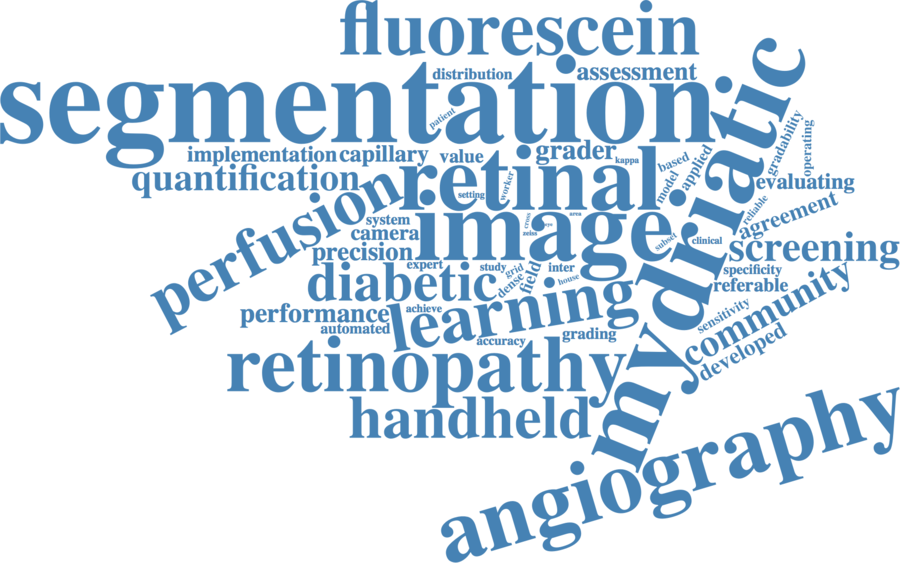 fluorescein
distribution
assessment
segmentation
patient
mydriatic
implementation
capillary
value
grader
kappa
based
applied
gradability
operating
quantification
retinal
setting
worker
model
evaluating
perfusion
system
camera
image
cross
zeiss
eye
area
subset
clinical
reliable
agreement
precision
screening
expert
study
grid
dense
field
inter
house
specificity
diabetic
referable
performance
achieve
learning
automated
accuracy
grading
sensitivity
community
developed
retinopathy
handheld
angiography